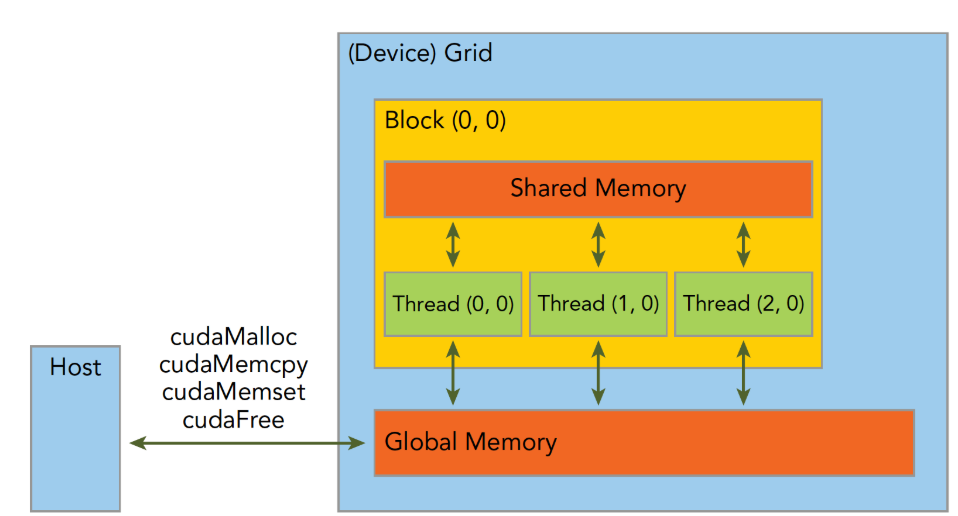 (Device) Grid
Block (0, 0)
Shared Memory
Thread (0, 0)
Thread (1, 0)
Thread (2, 0)
cudaMalloc
cudaMemcpy
cudaMemset
cudaFree
Host
Global Memory